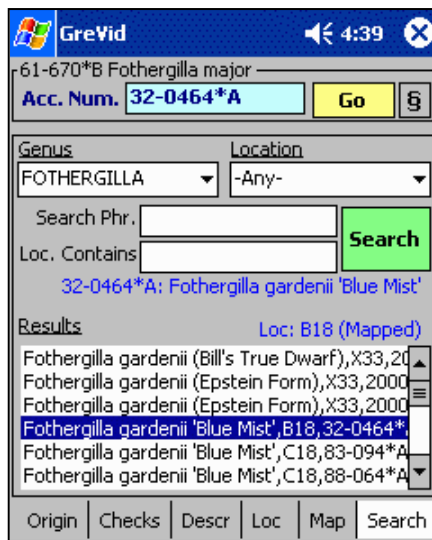 GreVid 4:39
61-670*B Fothergilla major
Acc. Num. 32-0464*A Go §
Genus Location
FOTHERGILLA -Any-
Search Phr.
Loc. Contains
Search
32-0464*A: Fothergilla gardenii 'Blue Mist'
Results Loc: B18 (Mapped)
Fothergilla gardenii (Bill's True Dwarf),X33,20
Fothergilla gardenii (Epstein Form),X33,2000
Fothergilla gardenii (Epstein Form),X33,2000
Fothergilla gardenii 'Blue Mist',B18,32-0464*
Fothergilla gardenii 'Blue Mist',C18,83-094*A
Fothergilla gardenii 'Blue Mist',C18,88-064*A
Origin Checks Descr Loc Map Search